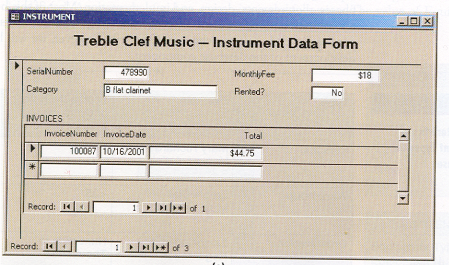 INSTRUMENT
Treble Clef Music — Instrument Data Form
SerialNumber 478990 MonthlyFee $18
Category B flat clarinet Rented? No
INVOICES
InvoiceNumber InvoiceDate Total
100087 10/16/2001 $44.75
Record: 1 of 1
Record: 1 of 3